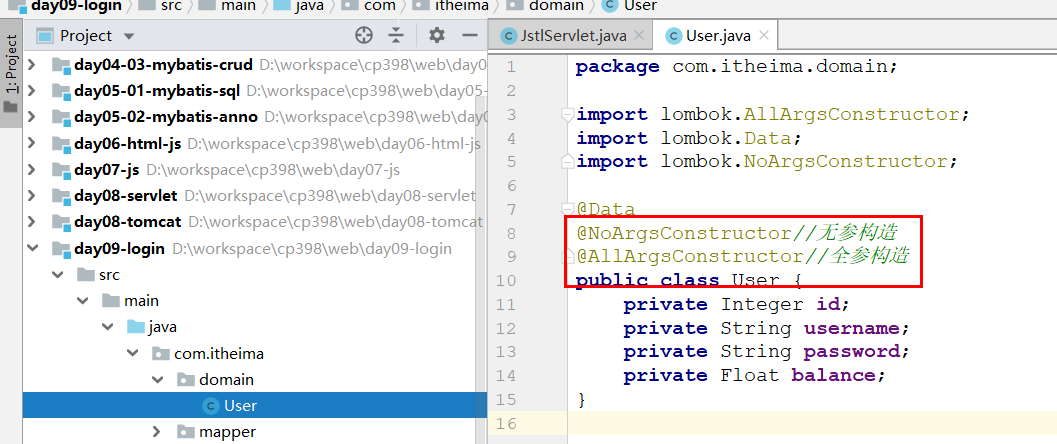 day09-login src main java com itheima domain User
1: Project
Project
day04-03-mybatis-crud D:\workspace\cp398\web\day0
day05-01-mybatis-sql D:\workspace\cp398\web\day05-
day05-02-mybatis-anno D:\workspace\cp398\web\d
day06-html-js D:\workspace\cp398\web\day06-html-js
day07-js D:\workspace\cp398\web\day07-js
day08-servlet D:\workspace\cp398\web\day08-servlet
day08-tomcat D:\workspace\cp398\web\day08-tomcat
day09-login D:\workspace\cp398\web\day09-login
src
main
java
com.itheima
domain
User
mapper
JstlServlet.java User.java
1 package com.itheima.domain;
2
3 import lombok.AllArgsConstructor;
4 import lombok.Data;
5 import lombok.NoArgsConstructor;
6
7 @Data
8 @NoArgsConstructor//无参构造
9 @AllArgsConstructor//全参构造
10 public class User {
11 private Integer id;
12 private String username;
13 private String password;
14 private Float balance;
15 }
16